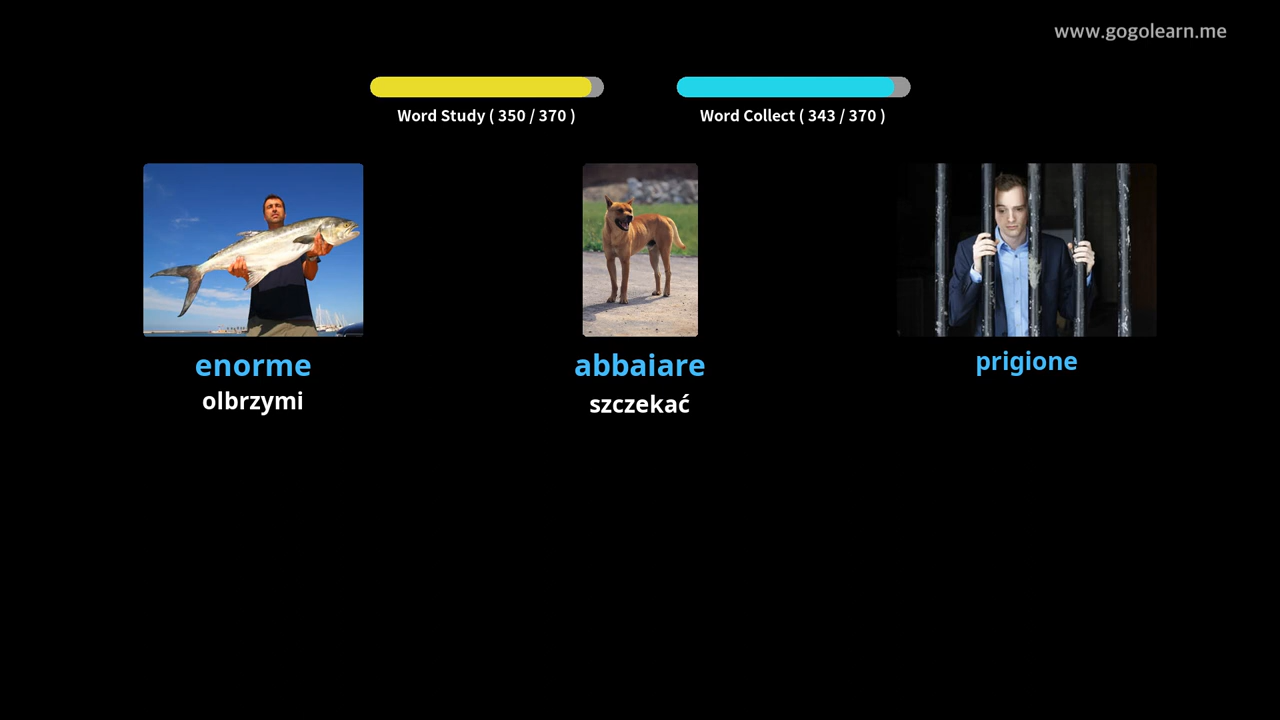 www.gogolearn.me
Word Study ( 350 / 370 )
Word Collect ( 343 / 370 )
enorme
olbrzymi
abbaiare
szczekać
prigione